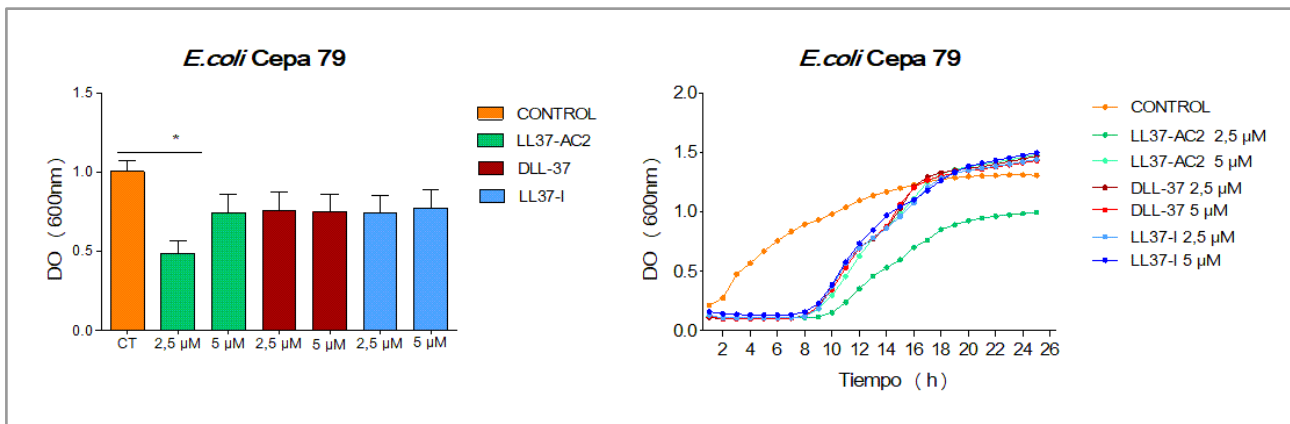 E.coli Cepa 79
1.5
1.0
0.5
0.0
DO ( 600nm)
*
CT 2,5 µM 5 µM 2,5 µM 5 µM 2,5 µM 5 µM
CONTROL
LL37-AC2
DLL-37
LL37-I
E.coli Cepa 79
2.0
1.5
1.0
0.5
0.0
DO ( 600nm)
2 4 6 8 10 12 14 16 18 20 22 24 26
Tiempo ( h)
CONTROL
LL37-AC2 2,5 µM
LL37-AC2 5 µM
DLL-37 2,5 µM
DLL-37 5 µM
LL37-I 2,5 µM
LL37-I 5 µM